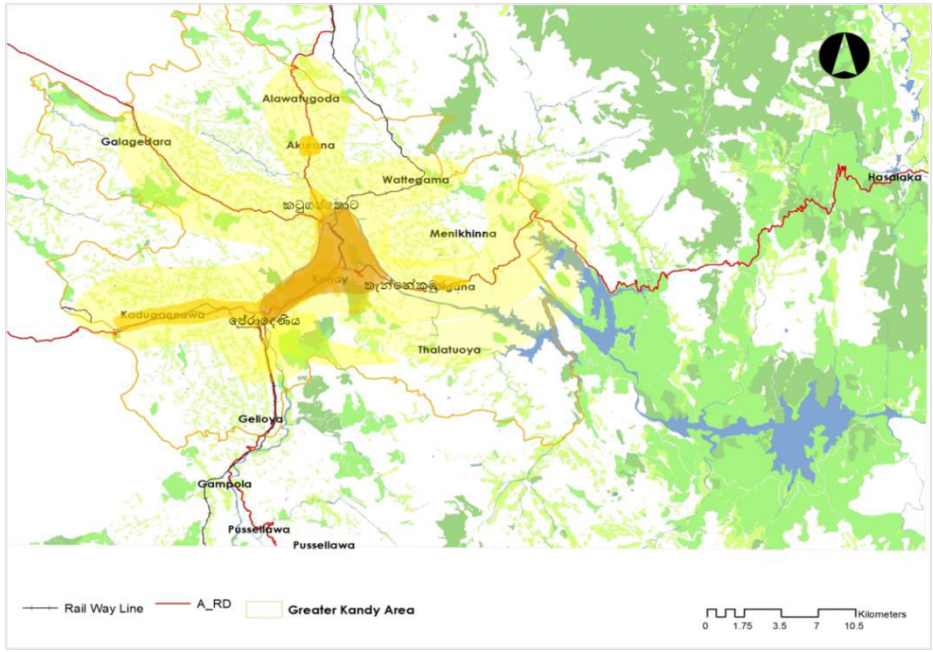 Alawafugoda
Galagedara
Akurana
Wattegama
Hasalaka
කටුගස්තොට
Menikhinna
Kandy
Kadugannawa
පේරාදෙණිය
Thalatuoya
Gelioya
Gampola
Pussellawa
Pussellawa
Rail Way Line
A_RD
Greater Kandy Area
Kilometers
0 1.75 3.5 7 10.5